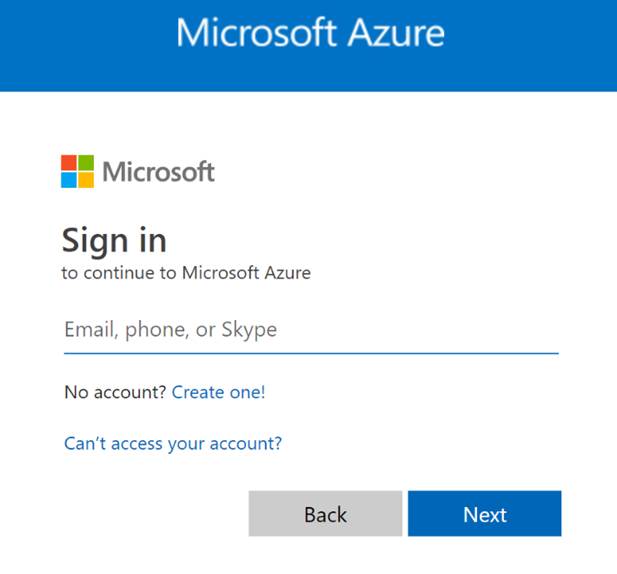 Microsoft Azure
Microsoft
Sign in
to continue to Microsoft Azure
Email, phone, or Skype
No account? Create one!
Can't access your account?
Back
Next